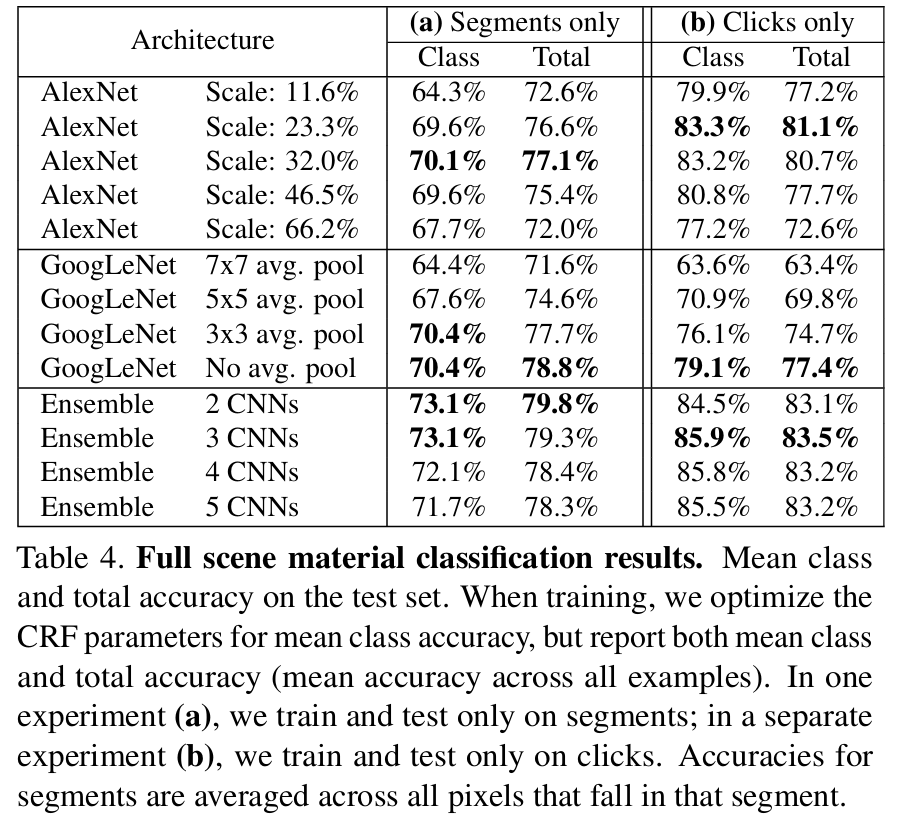 Architecture (a) Segments only (b) Clicks only
Class Total Class Total
AlexNet Scale: 11.6% 64.3% 72.6% 79.9% 77.2%
AlexNet Scale: 23.3% 69.6% 76.6% 83.3% 81.1%
AlexNet Scale: 32.0% 70.1% 77.1% 83.2% 80.7%
AlexNet Scale: 46.5% 69.6% 75.4% 80.8% 77.7%
AlexNet Scale: 66.2% 67.7% 72.0% 77.2% 72.6%
GoogLeNet 7x7 avg. pool 64.4% 71.6% 63.6% 63.4%
GoogLeNet 5x5 avg. pool 67.6% 74.6% 70.9% 69.8%
GoogLeNet 3x3 avg. pool 70.4% 77.7% 76.1% 74.7%
GoogLeNet No avg. pool 70.4% 78.8% 79.1% 77.4%
Ensemble 2 CNNs 73.1% 79.8% 84.5% 83.1%
Ensemble 3 CNNs 73.1% 79.3% 85.9% 83.5%
Ensemble 4 CNNs 72.1% 78.4% 85.8% 83.2%
Ensemble 5 CNNs 71.7% 78.3% 85.5% 83.2%
Table 4. Full scene material classification results. Mean class
and total accuracy on the test set. When training, we optimize the
CRF parameters for mean class accuracy, but report both mean class
and total accuracy (mean accuracy across all examples). In one
experiment (a), we train and test only on segments; in a separate
experiment (b), we train and test only on clicks. Accuracies for
segments are averaged across all pixels that fall in that segment.